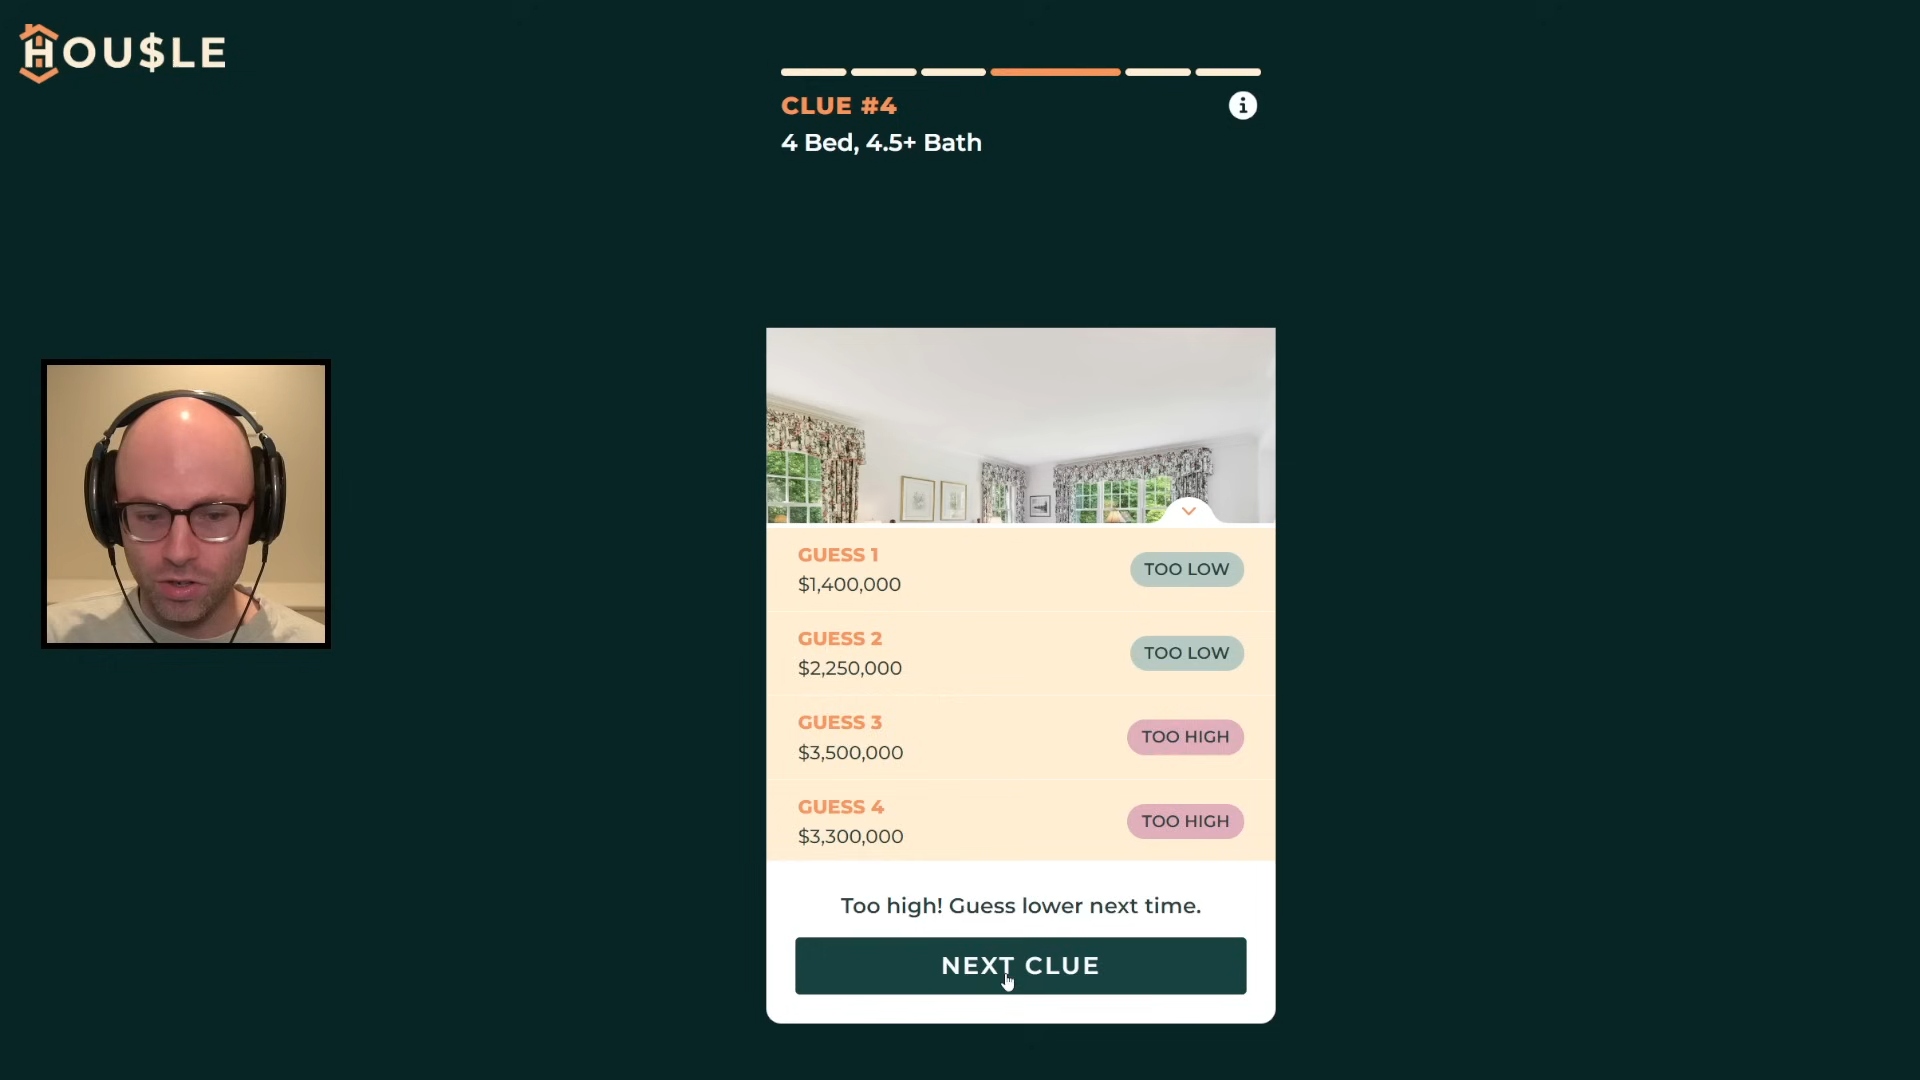 HOU$LE
CLUE #4
4 Bed, 4.5+ Bath
GUESS 1
$1,400,000
TOO LOW
GUESS 2
$2,250,000
TOO LOW
GUESS 3
$3,500,000
TOO HIGH
GUESS 4
$3,300,000
TOO HIGH
Too high! Guess lower next time.
NEXT CLUE